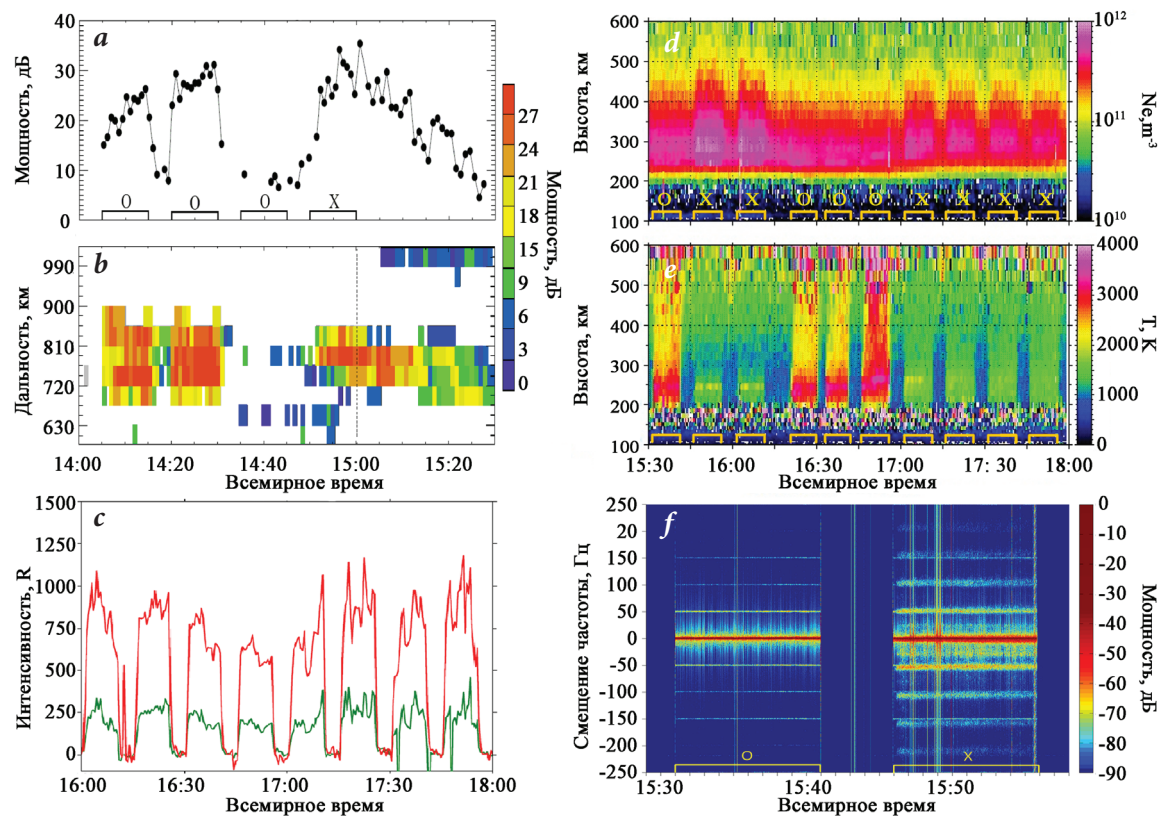 a
Мощность, дБ
40
30
20
10
0
O
O
O
X
b
Дальность, км
990
900
810
720
630
14:00
14:20
14:40
15:00
15:20
Всемирное время
27
24
21
18
15
9
6
3
0
Мощность, дБ
c
Интенсивность, R
1500
1250
1000
750
500
250
0
16:00
16:30
17:00
17:30
18:00
Всемирное время
d
Высота, км
600
500
400
300
200
100
O
X
X
O
O
O
X
X
X
X
10¹²
10¹¹
10¹⁰
Ne,m⁻³
e
Высота, км
600
500
400
300
200
100
15:30
16:00
16:30
17:00
17: 30
18:00
Всемирное время
4000
3000
2000
1000
0
T, K
f
Смещение частоты, Гц
250
20
150
100
50
0
-50
-100
-150
-200
-250
O
X
15:30
15:40
15:50
Всемирное время
0
-10
-20
-30
-40
-50
-60
-70
-80
-90
Мощность, дБ